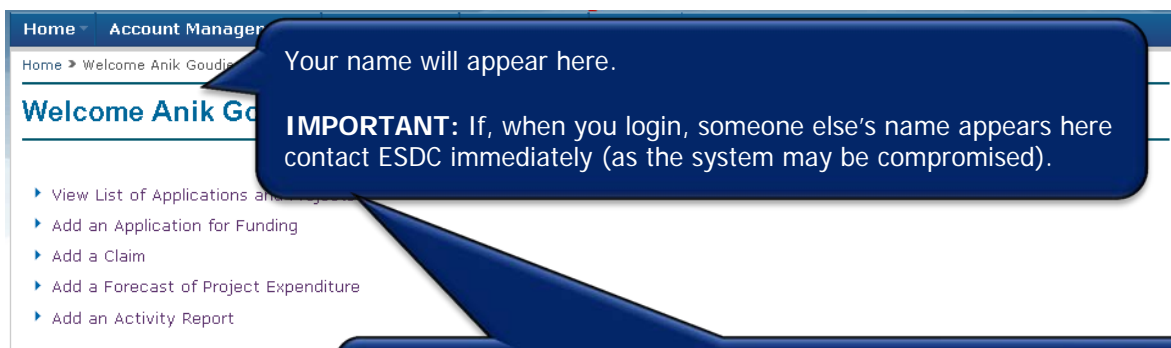 Home Account Manager
Home > Welcome Anik Goudie
Welcome Anik Go
Your name will appear here.
IMPORTANT: If, when you login, someone else's name appears here
contact ESDC immediately (as the system may be compromised).
View List of Applications and Projects
Add an Application for Funding
Add a Claim
Add a Forecast of Project Expenditure
Add an Activity Report